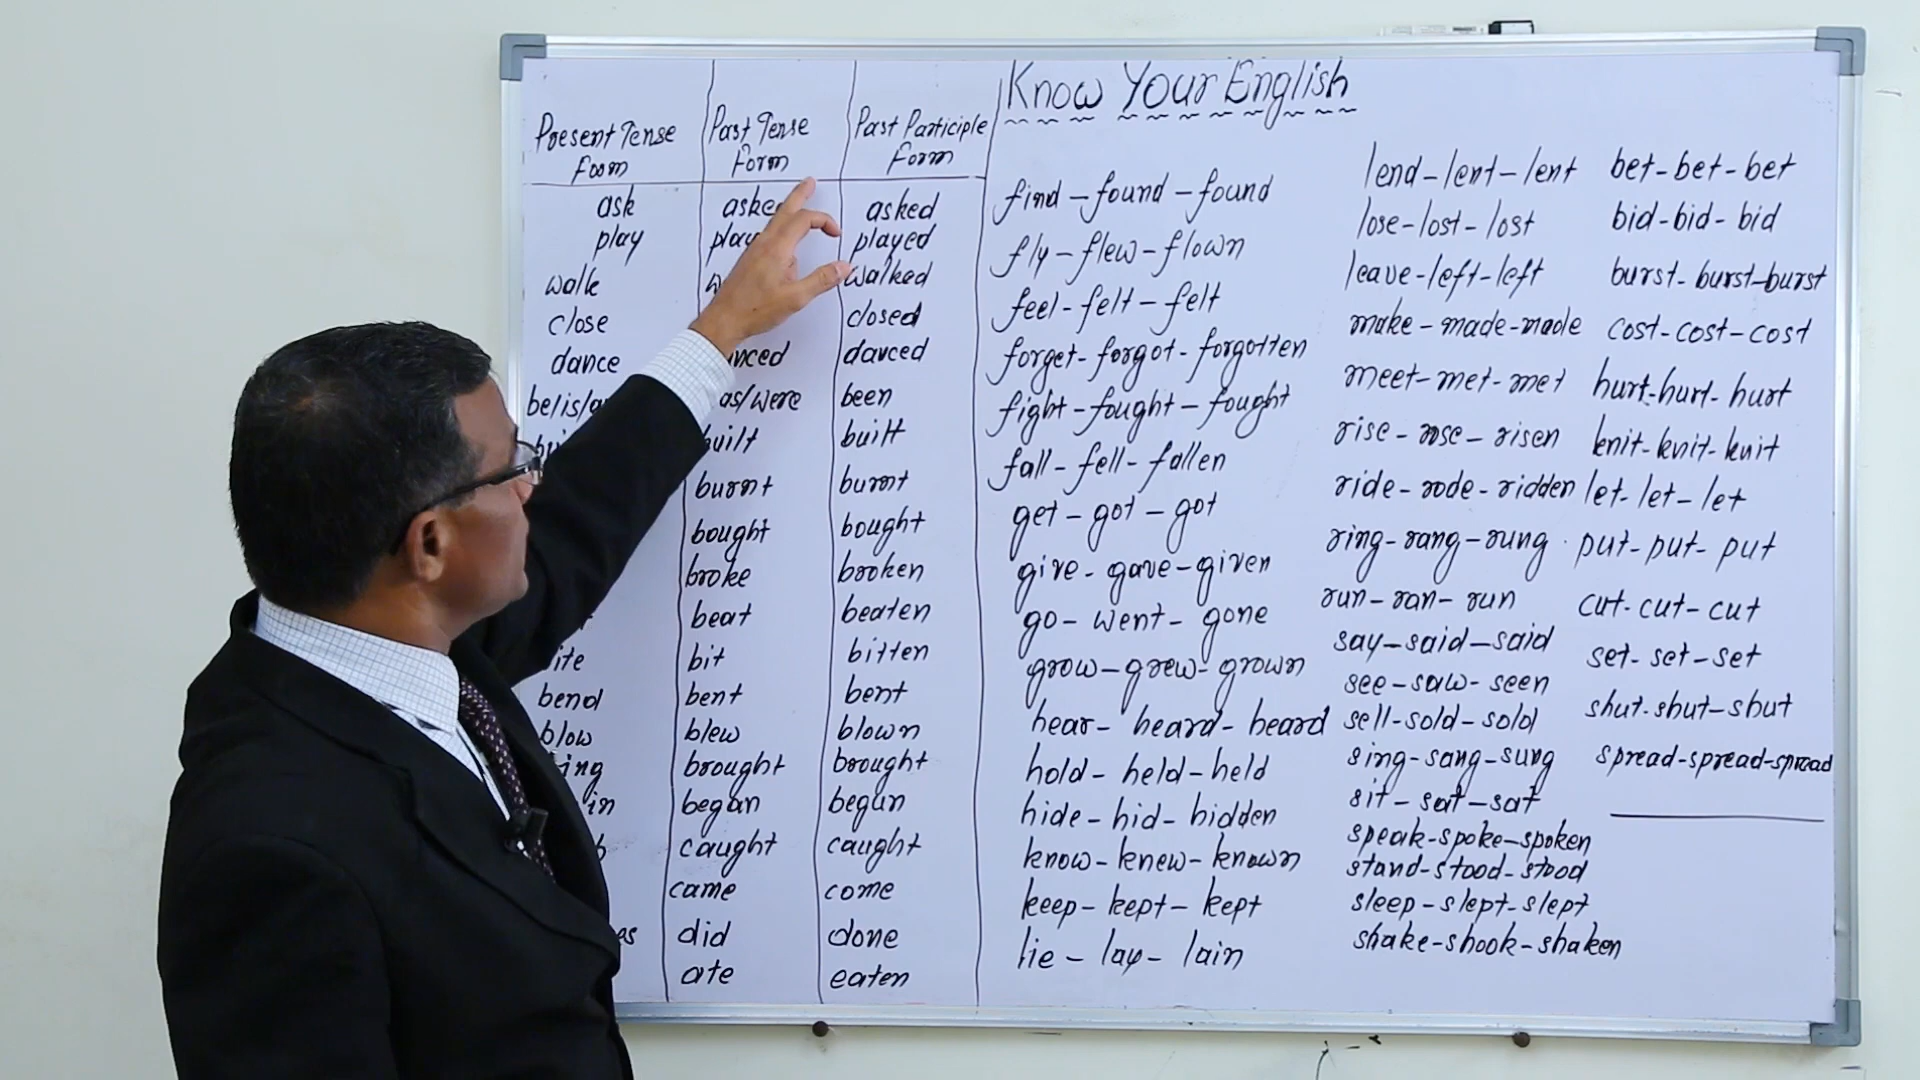 Know Your English
Present Tense Form
Past Tense Form
Past Participle Form
ask asked asked
play played
walk walked
close closed
dance danced
been
built built
burnt burnt
bought bought
broke broken
beat beaten
bit bitten
bend bent bent
blow blew blown
brought brought
began begun
caught caught
came come
did done
ate eaten
find - found - found
fly - flew - flown
feel - felt - felt
forget - forgot - forgotten
fight - fought - fought
fall - fell - fallen
get - got - got
give - gave - given
go - went - gone
grow - grew - grown
hear - heard - heard
hold - held - held
hide - hid - hidden
know - knew - known
keep - kept - kept
lie - lay - lain
lend - lent - lent
lose - lost - lost
leave - left - left
make - made - made
meet - met - met
rise - rose - risen
ride - rode - ridden
ring - rang - rung
run - ran - run
say - said - said
see - saw - seen
sell - sold - sold
sing - sang - sung
sit - sat - sat
speak - spoke - spoken
stand - stood - stood
sleep - slept - slept
shake - shook - shaken
bet - bet - bet
bid - bid - bid
burst - burst - burst
cost - cost - cost
hurt - hurt - hurt
knit - knit - knit
let - let - let
put - put - put
cut - cut - cut
set - set - set
shut - shut - shut
spread - spread - spread